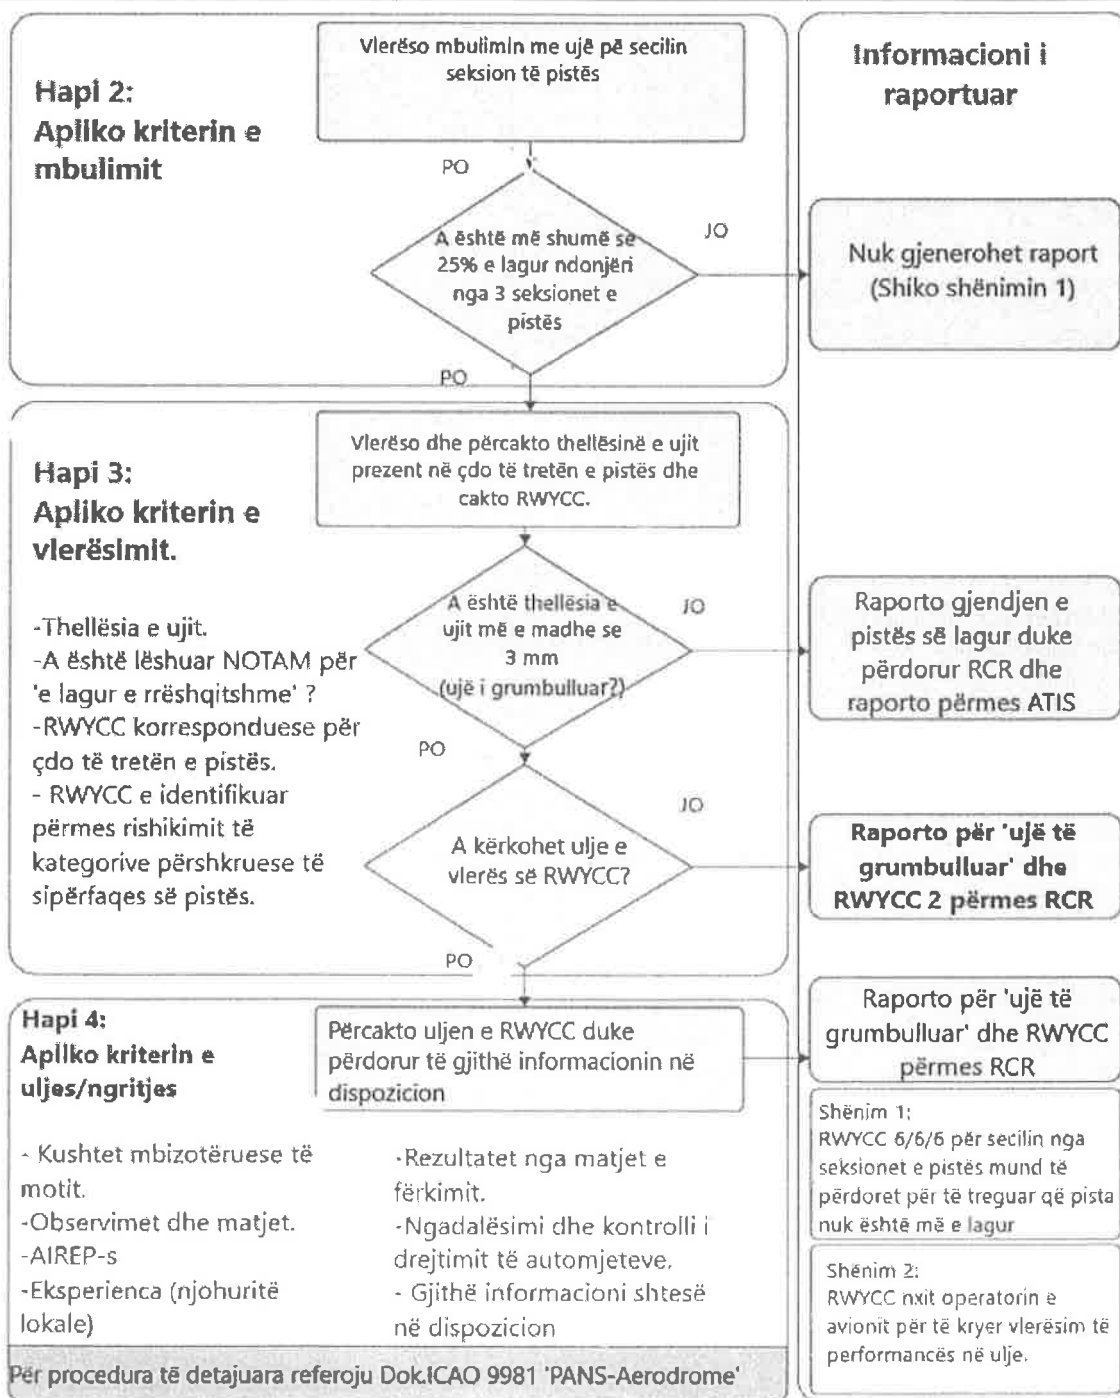 Hapi 2:
Apliko kriterin e
mbulimit
Vlerëso mbulimin me ujë pë secilin
seksion të pistës
PO
A është më shumë se
25% e lagur ndonjëri
nga 3 seksionet e
pistës
JO
PO
Informacioni i
raportuar
Nuk gjenerohet raport
(Shiko shënimin 1)
Hapi 3:
Apliko kriterin e
vlerësimit.
-Thellësia e ujit.
-A është lëshuar NOTAM për
'e lagur e rrëshqitshme' ?
-RWYCC korresponduese për
çdo të tretën e pistës.
- RWYCC e identifikuar
përmes rishikimit të
kategorive përshkruese të
sipërfaqes së pistës.
Vlerëso dhe përcakto thellësinë e ujit
prezent në çdo të tretën e pistës dhe
cakto RWYCC.
A është thellësia e
ujit më e madhe se
3 mm
(ujë i grumbulluar?)
JO
PO
Raporto gjendjen e
pistës së lagur duke
përdorur RCR dhe
raporto përmes ATIS
A kërkohet ulje e
vlerës së RWYCC?
JO
PO
Raporto për 'ujë të
grumbulluar' dhe
RWYCC 2 përmes RCR
Hapi 4:
Apliko kriterin e
uljes/ngritjes
Përcakto uljen e RWYCC duke
përdorur të gjithë informacionin në
dispozicion
Raporto për 'ujë të
grumbulluar' dhe RWYCC
përmes RCR
- Kushtet mbizotëruese të
motit.
-Observimet dhe matjet.
-AIREP-s
-Eksperienca (njohuritë
lokale)
-Rezultatet nga matjet e
fërkimit.
-Ngadalësimi dhe kontrolli i
drejtimit të automjeteve.
- Gjithë informacioni shtesë
në dispozicion
Shënim 1:
RWYCC 6/6/6 për secilin nga
seksionet e pistës mund të
përdoret për të treguar që pista
nuk është më e lagur
Shënim 2:
RWYCC nxit operatorin e
avionit për të kryer vlerësim të
performancës në ulje.
Për procedura të detajuara referoju Dok.ICAO 9981 'PANS-Aerodrome'